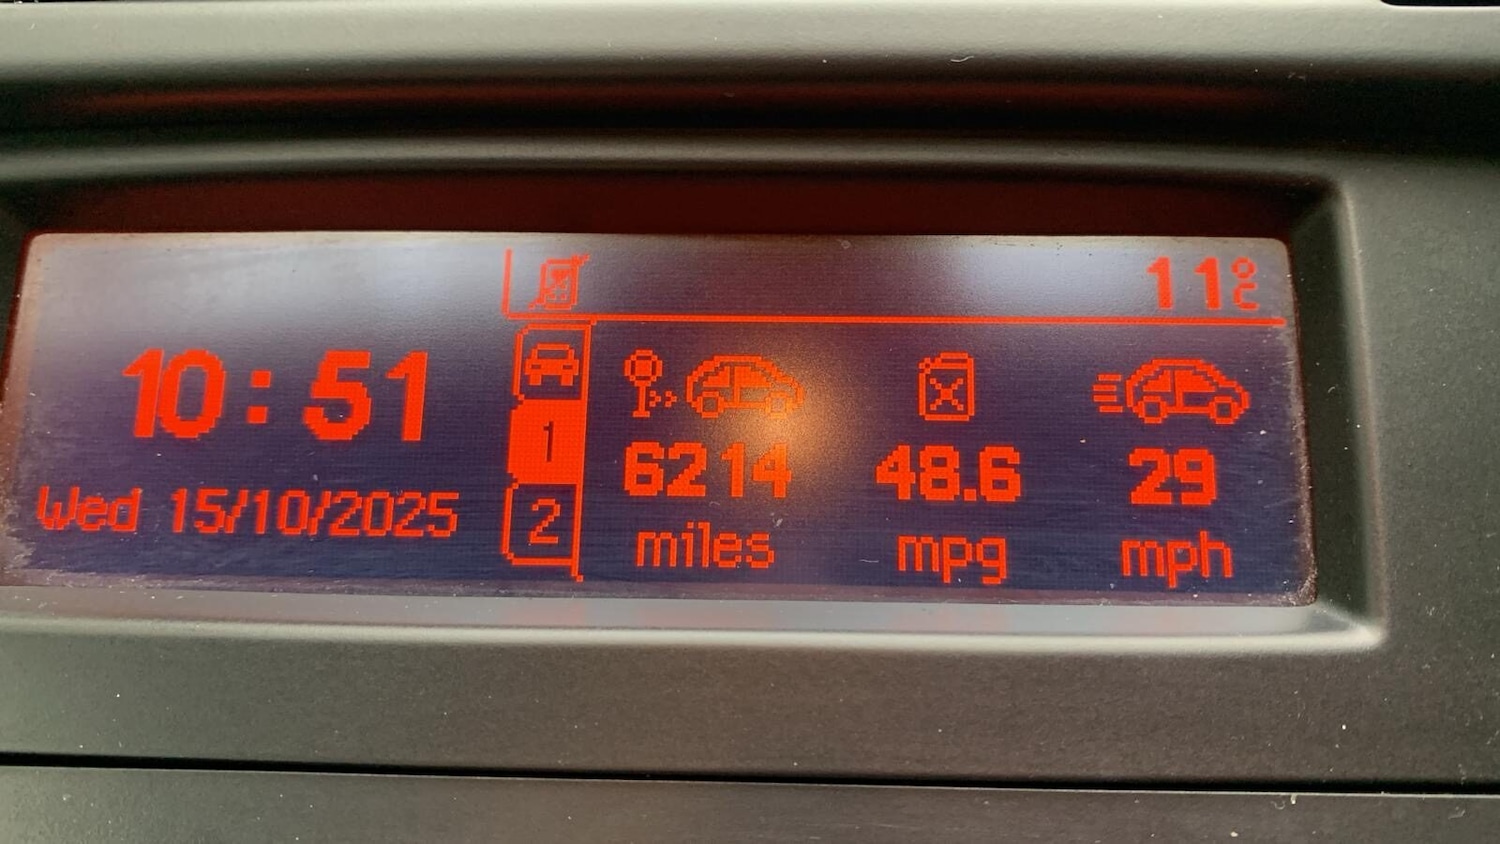 11°C
10:51
Wed 15/10/2025
1
2
6214 48.6 29
miles mpg mph